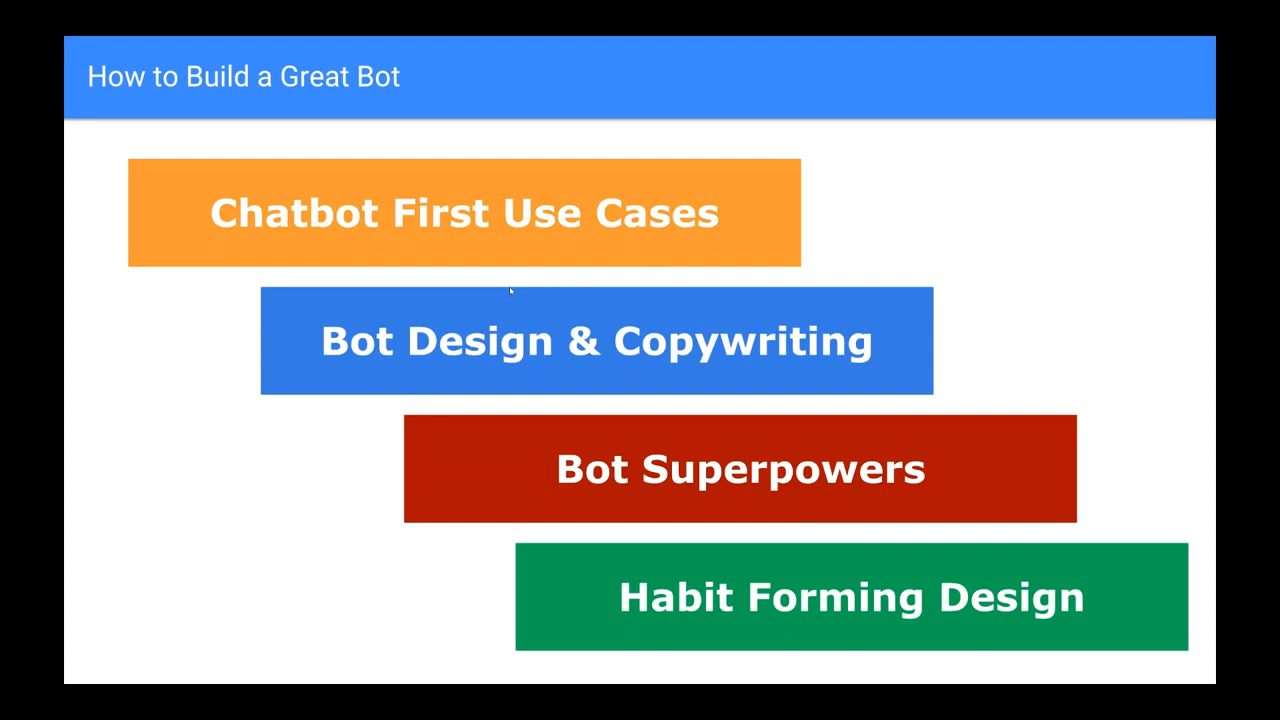 How to Build a Great Bot
Chatbot First Use Cases
Bot Design & Copywriting
Bot Superpowers
Habit Forming Design